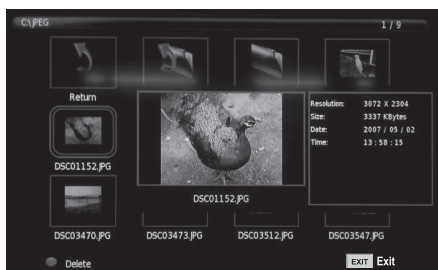 C:\JPEG
1 / 9
Return
Resolution: 3072 X 2304
Size: 3337 KBytes
Date: 2007 / 05 / 02
Time: 13 : 58 : 15
DSC01152.JPG
DSC01152.JPG
DSC03470.JPG DSC03473.JPG DSC03512.JPG DSC03547.JPG
Delete
EXIT Exit